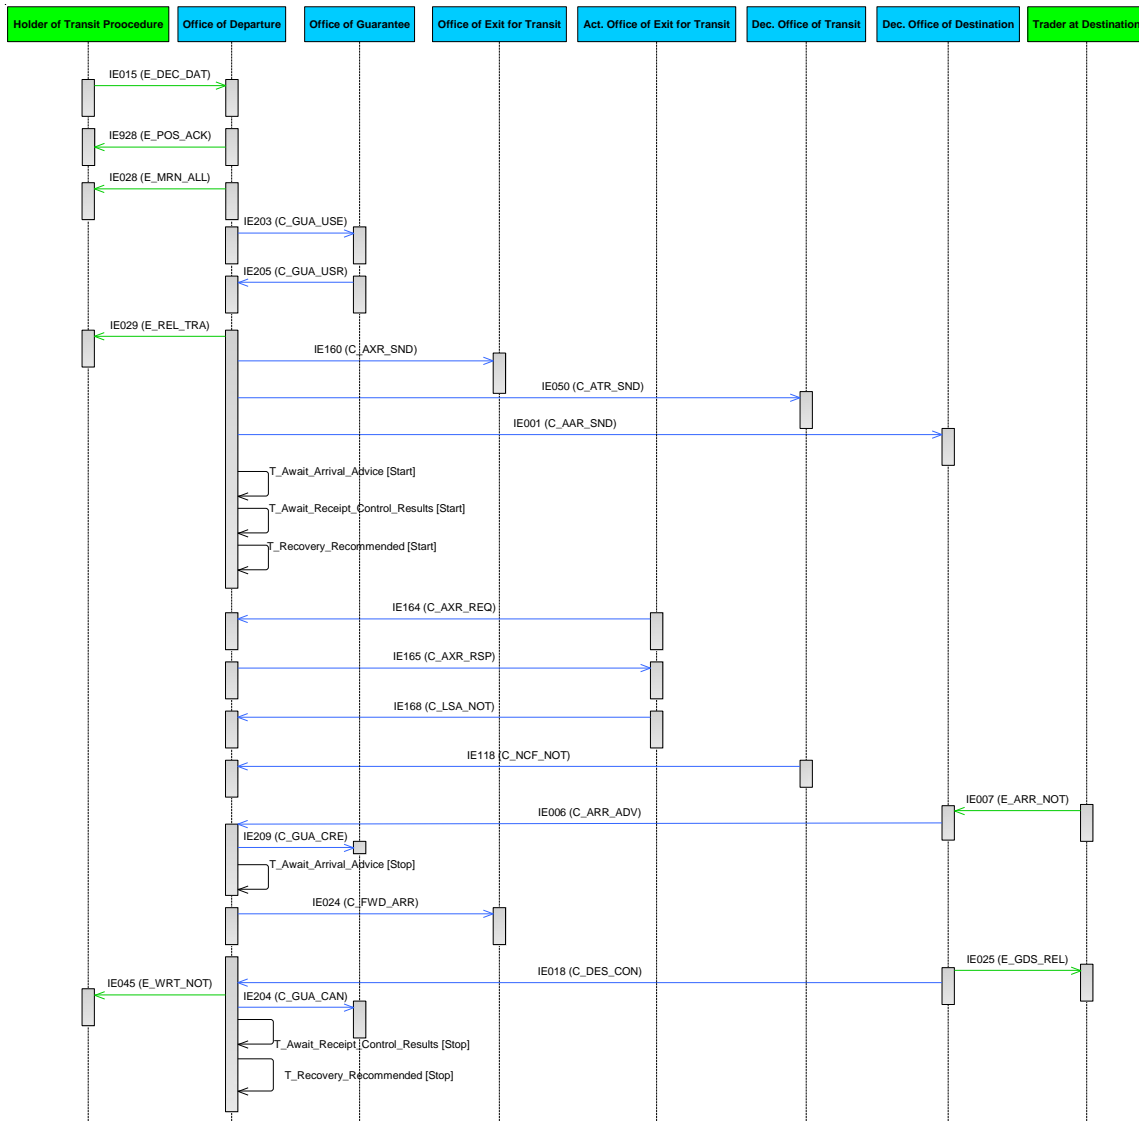 Holder of Transit Proocedure
Office of Departure
Office of Guarantee
Office of Exit for Transit
Act. Office of Exit for Transit
Dec. Office of Transit
Dec. Office of Destination
Trader at Destination
IE015 (E_DEC_DAT)
IE928 (E_POS_ACK)
IE028 (E_MRN_ALL)
IE203 (C_GUA_USE)
IE205 (C_GUA_USR)
IE029 (E_REL_TRA)
IE160 (C_AXR_SND)
IE050 (C_ATR_SND)
IE001 (C_AAR_SND)
T_Await_Arrival_Advice [Start]
T_Await_Receipt_Control_Results [Start]
T_Recovery_Recommended [Start]
IE164 (C_AXR_REQ)
IE165 (C_AXR_RSP)
IE168 (C_LSA_NOT)
IE118 (C_NCF_NOT)
IE007 (E_ARR_NOT)
IE006 (C_ARR_ADV)
IE209 (C_GUA_CRE)
T_Await_Arrival_Advice [Stop]
IE024 (C_FWD_ARR)
IE025 (E_GDS_REL)
IE018 (C_DES_CON)
IE045 (E_WRT_NOT)
IE204 (C_GUA_CAN)
T_Await_Receipt_Control_Results [Stop]
T_Recovery_Recommended [Stop]